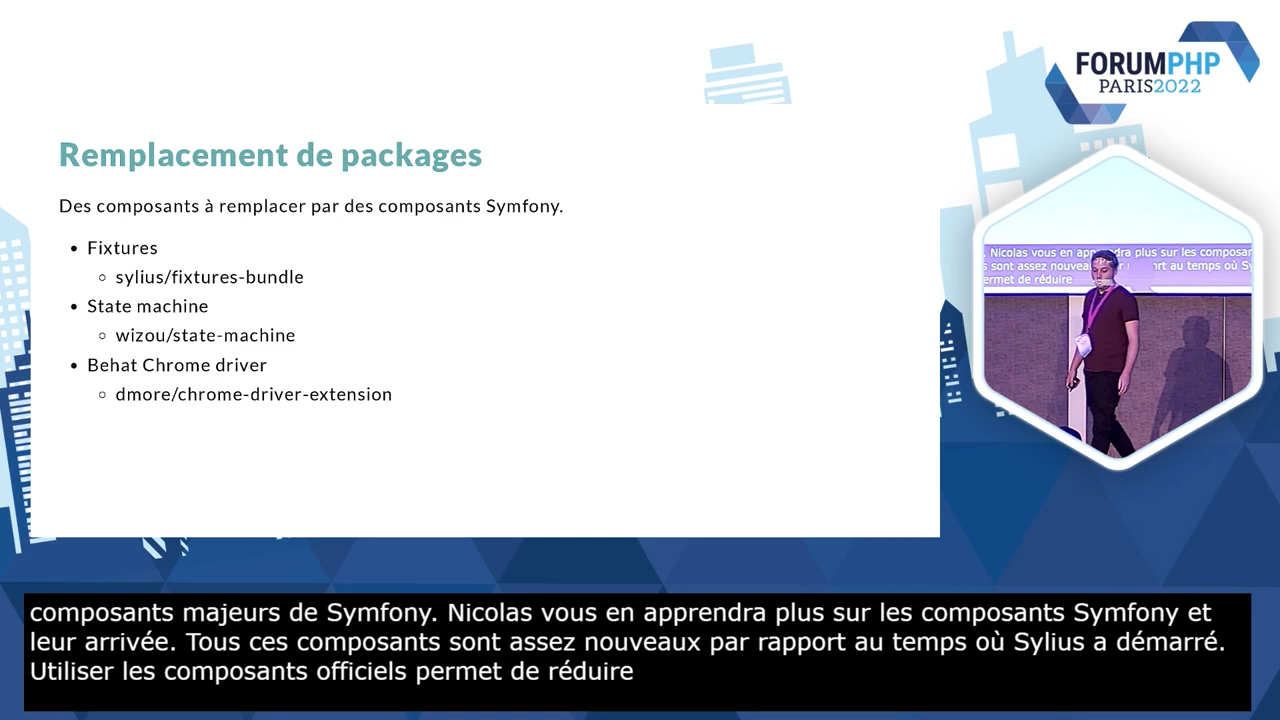 FORUMPHP
PARIS2022
Remplacement de packages
Des composants à remplacer par des composants Symfony.
• Fixtures
◦ sylius/fixtures-bundle
• State machine
◦ wizou/state-machine
• Behat Chrome driver
◦ dmore/chrome-driver-extension
. Nicolas vous en apprendra plus sur les composan
s sont assez nouveau par rapport au temps où Sy
ermet de réduire
composants majeurs de Symfony. Nicolas vous en apprendra plus sur les composants Symfony et
leur arrivée. Tous ces composants sont assez nouveaux par rapport au temps où Sylius a démarré.
Utiliser les composants officiels permet de réduire